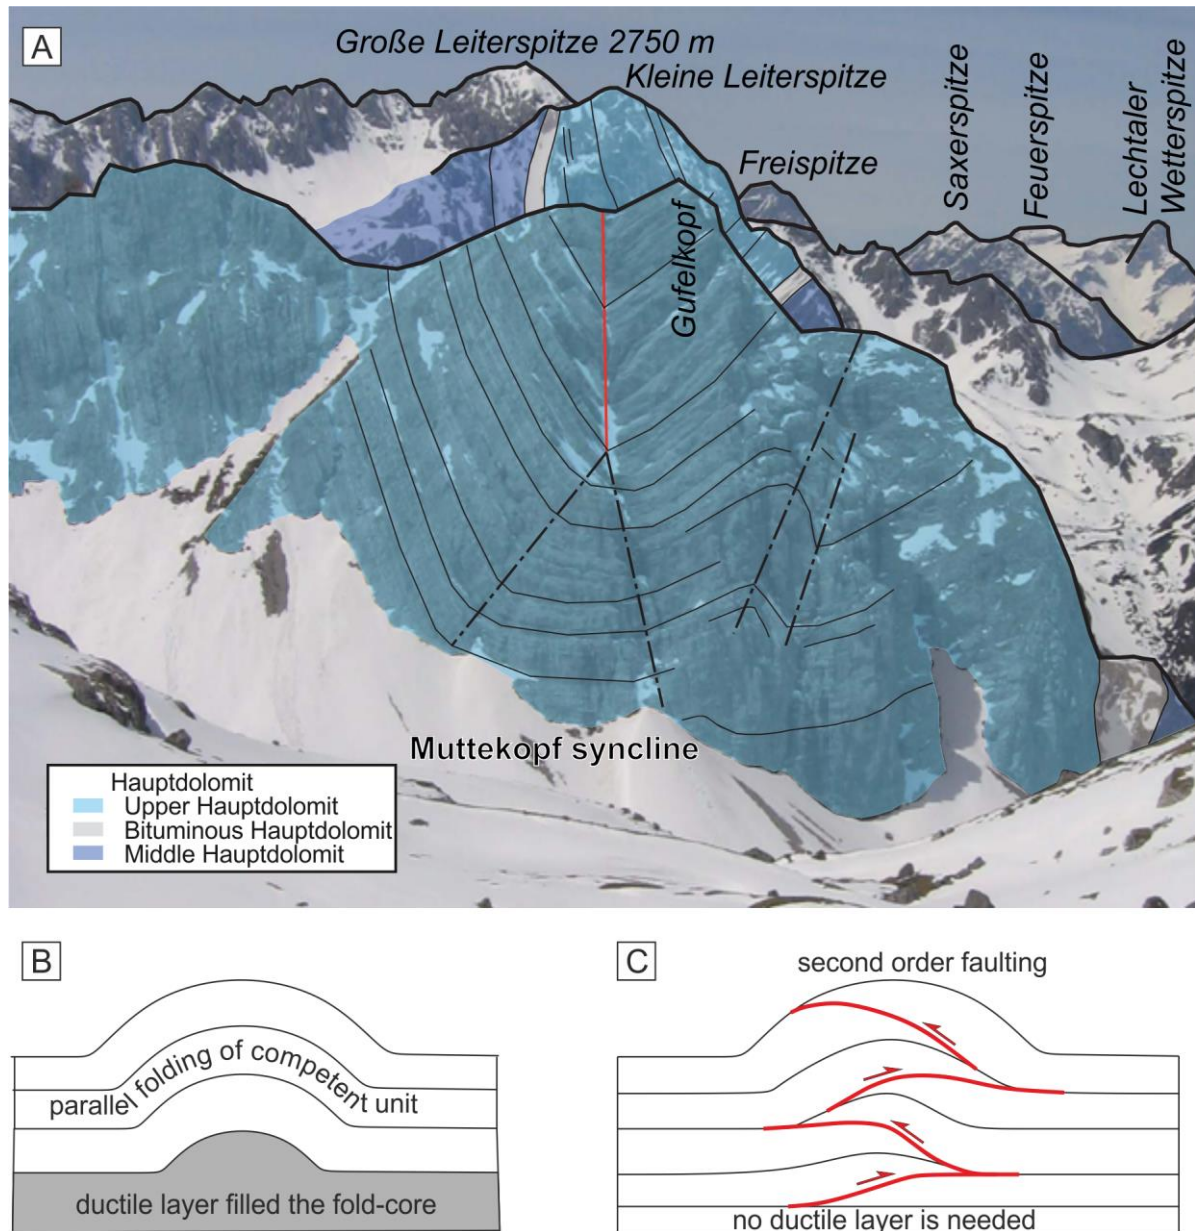 A
Große Leiterspitze 2750 m
Kleine Leiterspitze
Freispitze
Saxerspitze
Feuerspitze
Lechtaler
Wetterspitze
Gufelkopf
Muttekopf syncline
Hauptdolomit
Upper Hauptdolomit
Bituminous Hauptdolomit
Middle Hauptdolomit
B
parallel folding of competent unit
ductile layer filled the fold-core
C
second order faulting
no ductile layer is needed